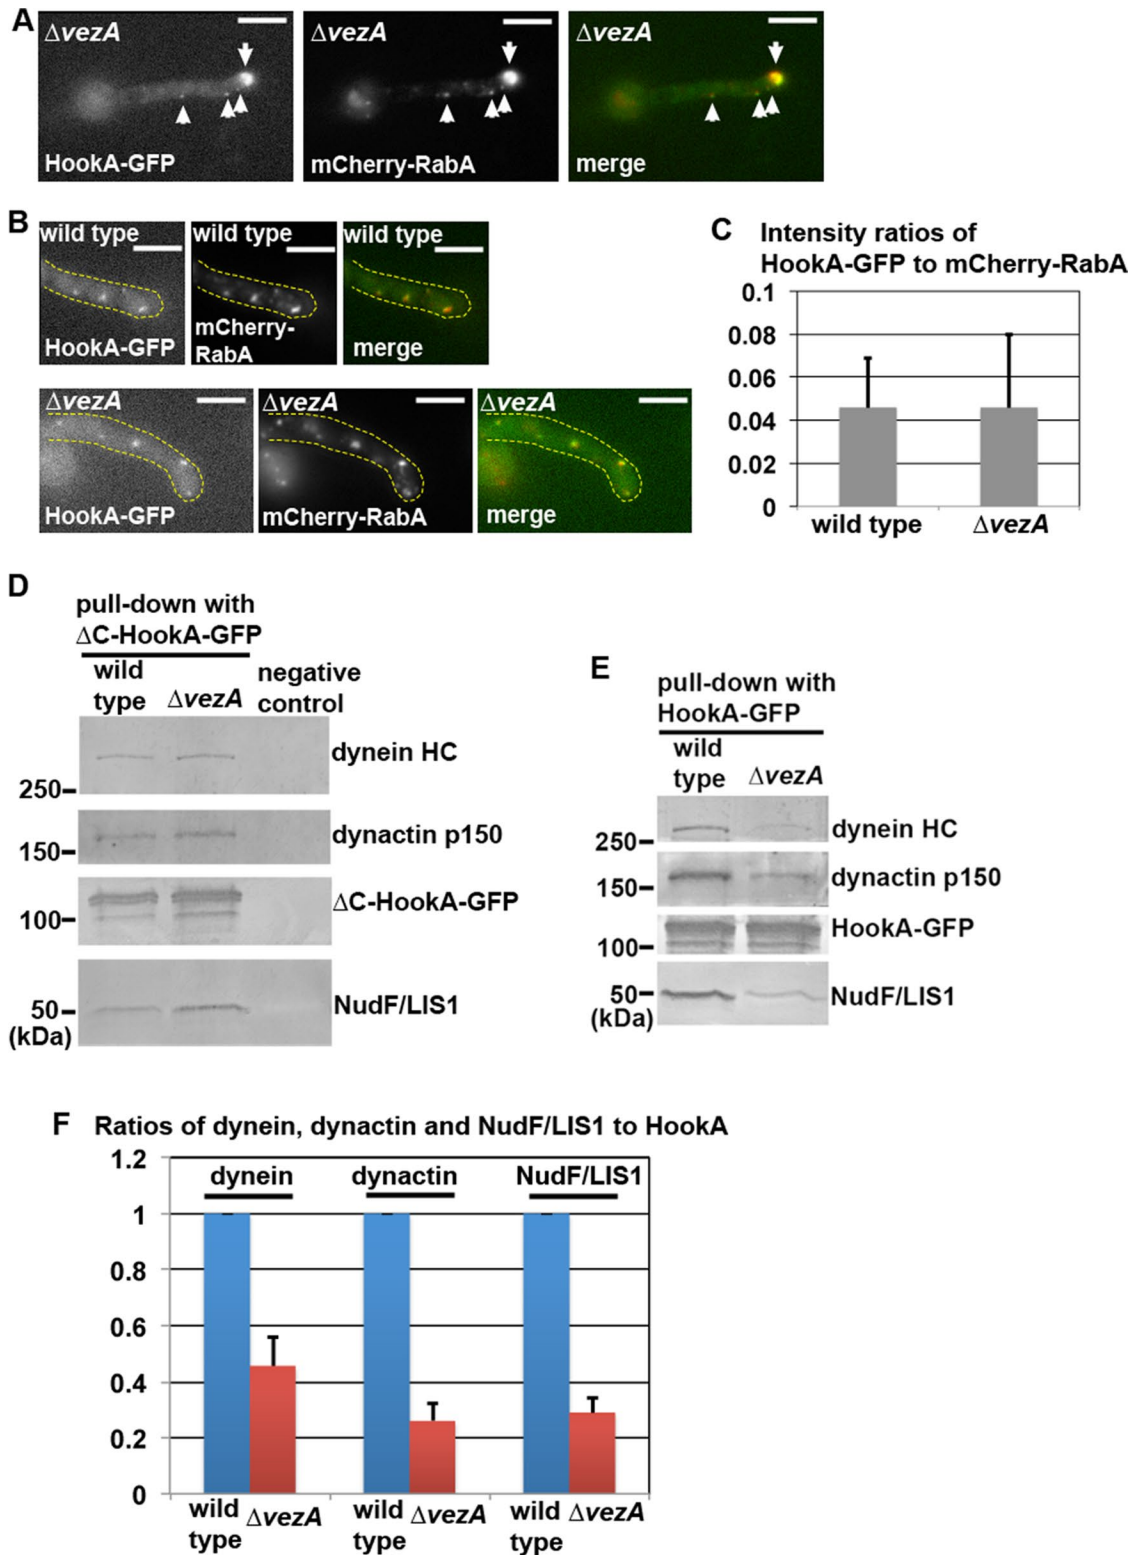 A
ΔvezA
HookA-GFP
ΔvezA
mCherry-RabA
ΔvezA
merge
B
wild type
HookA-GFP
wild type
mCherry-
RabA
wild type
merge
ΔvezA
HookA-GFP
ΔvezA
mCherry-RabA
ΔvezA
merge
C Intensity ratios of
HookA-GFP to mCherry-RabA
0.1
0.08
0.06
0.04
0.02
0
wild type ΔvezA
D
pull-down with
ΔC-HookA-GFP
wild
type
ΔvezA
negative
control
dynein HC
250
dynactin p150
150
ΔC-HookA-GFP
100
NudF/LIS1
50
(kDa)
E
pull-down with
HookA-GFP
wild
type
ΔvezA
dynein HC
250
dynactin p150
150
HookA-GFP
100
NudF/LIS1
50
(kDa)
F Ratios of dynein, dynactin and NudF/LIS1 to HookA
1.2
1
0.8
0.6
0.4
0.2
0
dynein
dynactin
NudF/LIS1
wild
type
ΔvezA
wild
type
ΔvezA
wild
type
ΔvezA